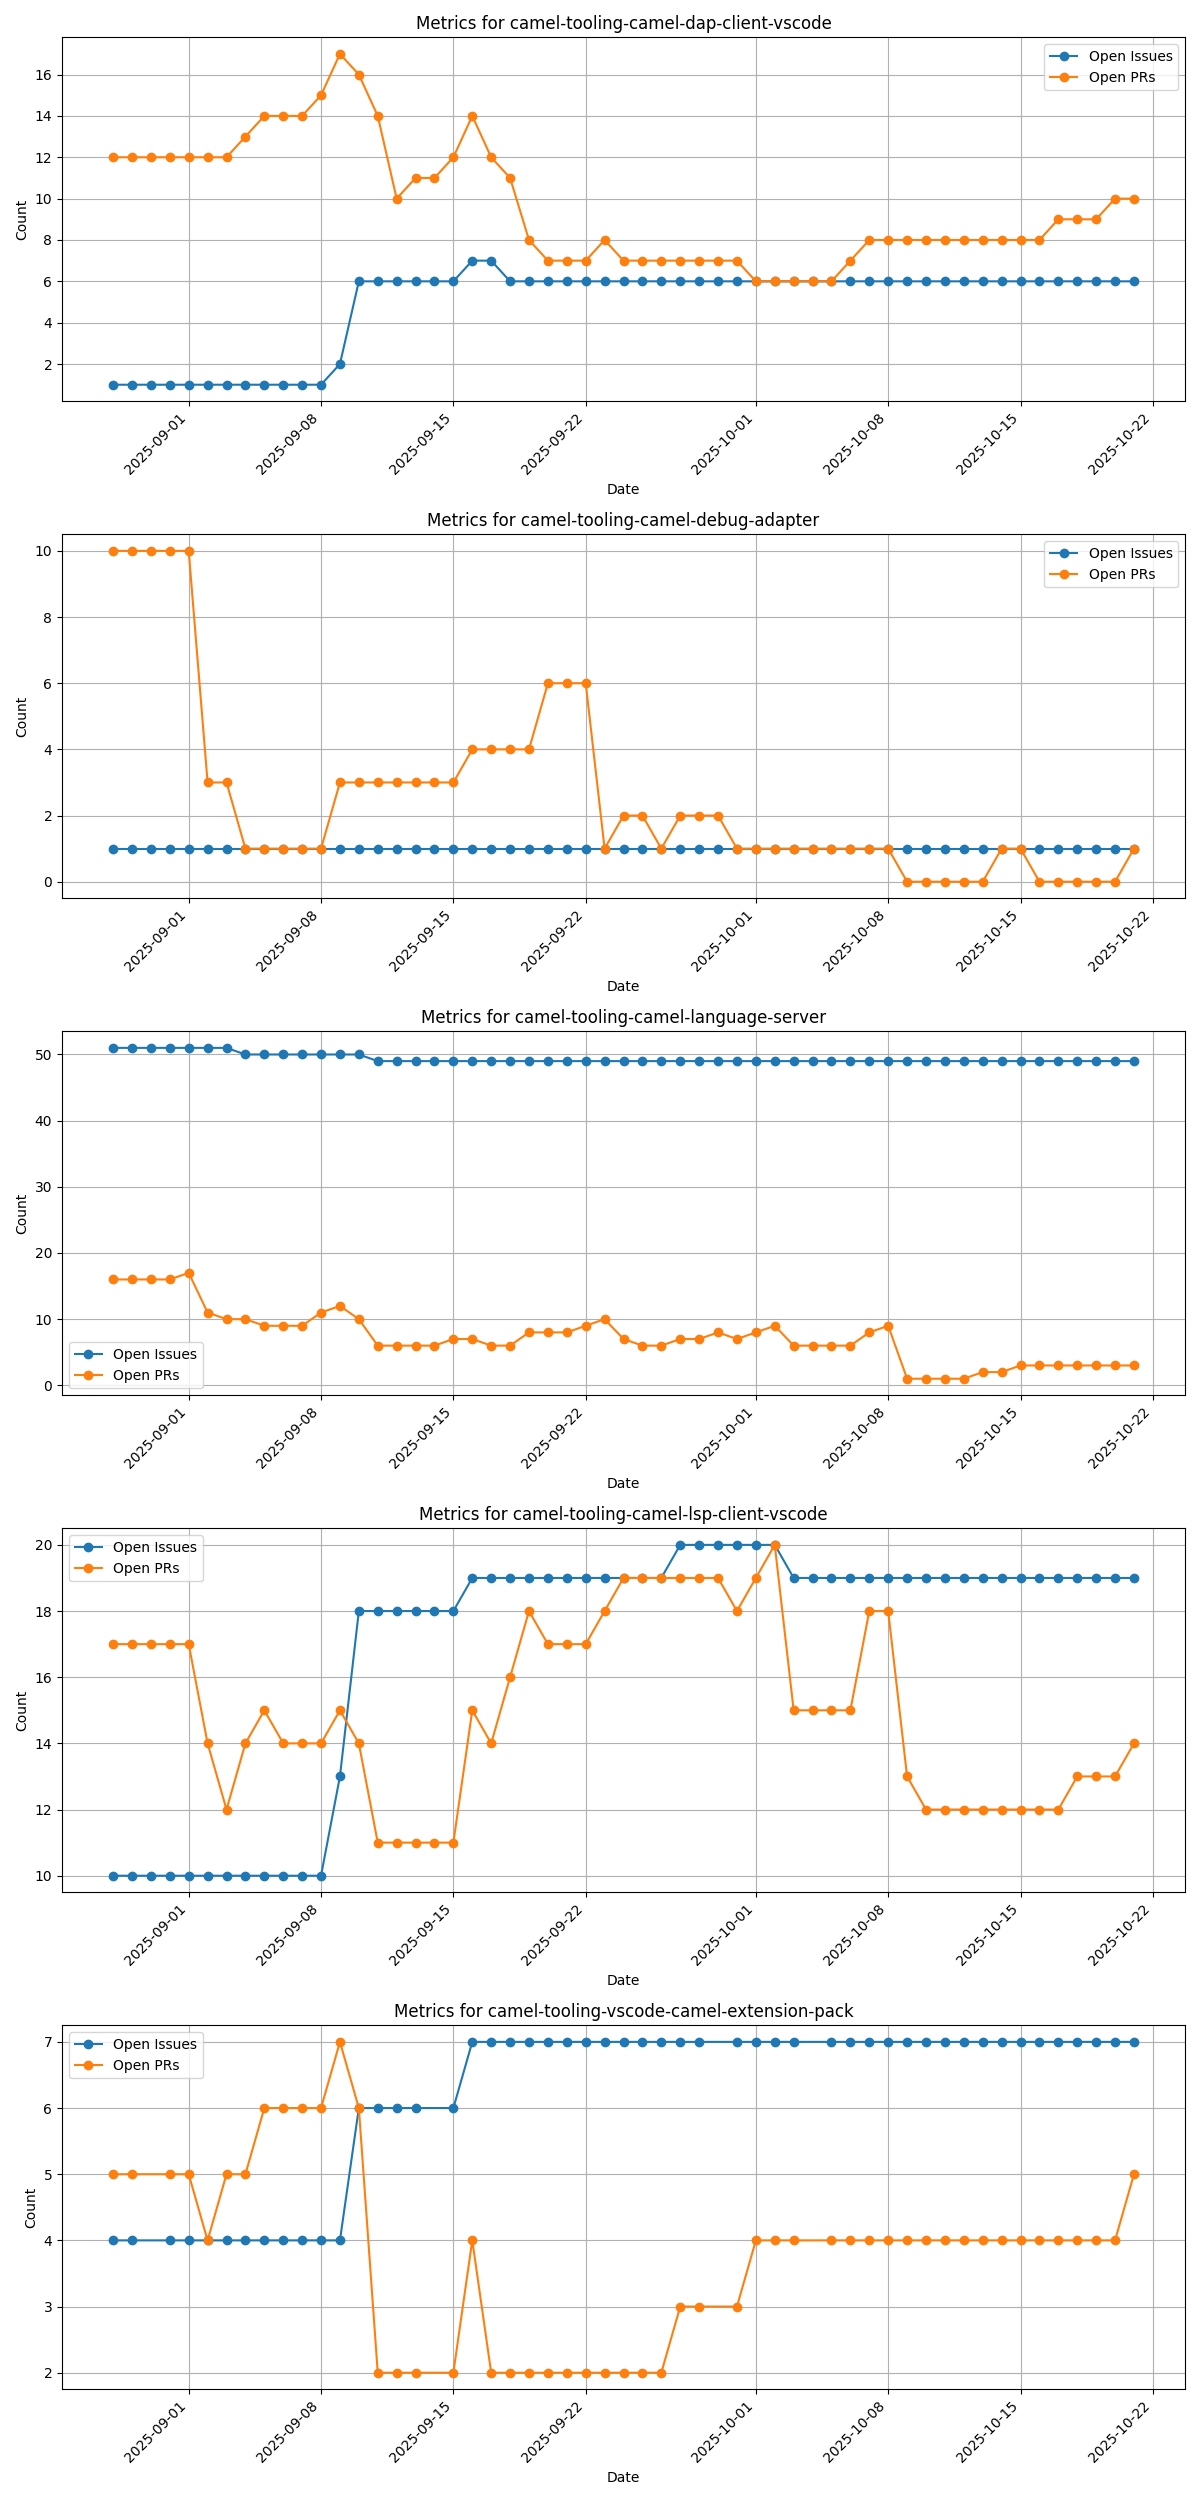 Metrics for camel-tooling-camel-dap-client-vscode
Open Issues
Open PRs
16
14
12
10
8
6
4
2
Count
2025-09-01
2025-09-08
2025-09-15
2025-09-22
2025-10-01
2025-10-08
2025-10-15
2025-10-22
Date
Metrics for camel-tooling-camel-debug-adapter
Open Issues
Open PRs
10
8
6
4
2
0
Count
2025-09-01
2025-09-08
2025-09-15
2025-09-22
2025-10-01
2025-10-08
2025-10-15
2025-10-22
Date
Metrics for camel-tooling-camel-language-server
50
40
30
20
10
0
Count
Open Issues
Open PRs
2025-09-01
2025-09-08
2025-09-15
2025-09-22
2025-10-01
2025-10-08
2025-10-15
2025-10-22
Date
Metrics for camel-tooling-camel-lsp-client-vscode
Open Issues
Open PRs
20
18
16
14
12
10
Count
2025-09-01
2025-09-08
2025-09-15
2025-09-22
2025-10-01
2025-10-08
2025-10-15
2025-10-22
Date
Metrics for camel-tooling-vscode-camel-extension-pack
Open Issues
Open PRs
7
6
5
4
3
2
Count
2025-09-01
2025-09-08
2025-09-15
2025-09-22
2025-10-01
2025-10-08
2025-10-15
2025-10-22
Date